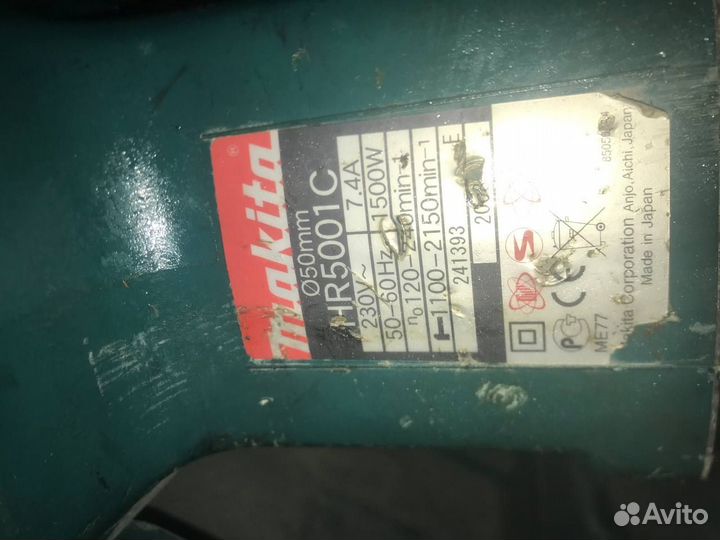 makita
Ø50mm
HR5001C
230V~ 7.4A
50-60Hz 1500W
n₀120-240min⁻¹
1100-2150min⁻¹
241393 E
20
ME77
Makita Corporation Anjo, Aichi, Japan
Made in Japan
Avito